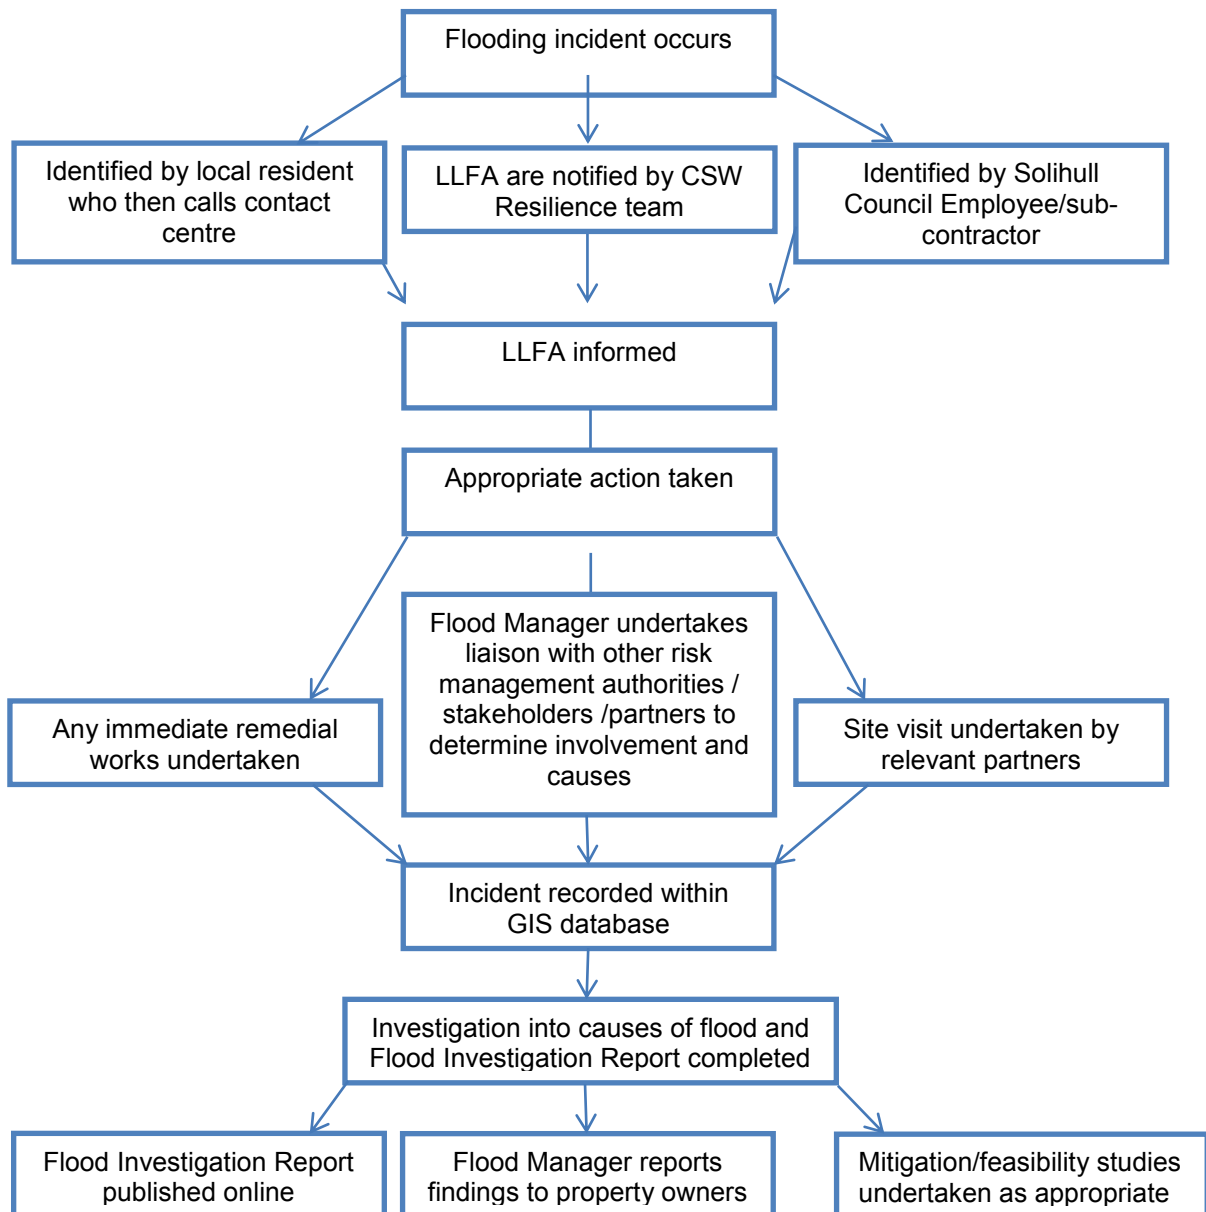 Flooding incident occurs
Identified by local resident
who then calls contact
centre
LLFA are notified by CSW
Resilience team
Identified by Solihull
Council Employee/sub-
contractor
LLFA informed
Appropriate action taken
Any immediate remedial
works undertaken
Flood Manager undertakes
liaison with other risk
management authorities /
stakeholders /partners to
determine involvement and
causes
Site visit undertaken by
relevant partners
Incident recorded within
GIS database
Investigation into causes of flood and
Flood Investigation Report completed
Flood Investigation Report
published online
Flood Manager reports
findings to property owners
Mitigation/feasibility studies
undertaken as appropriate